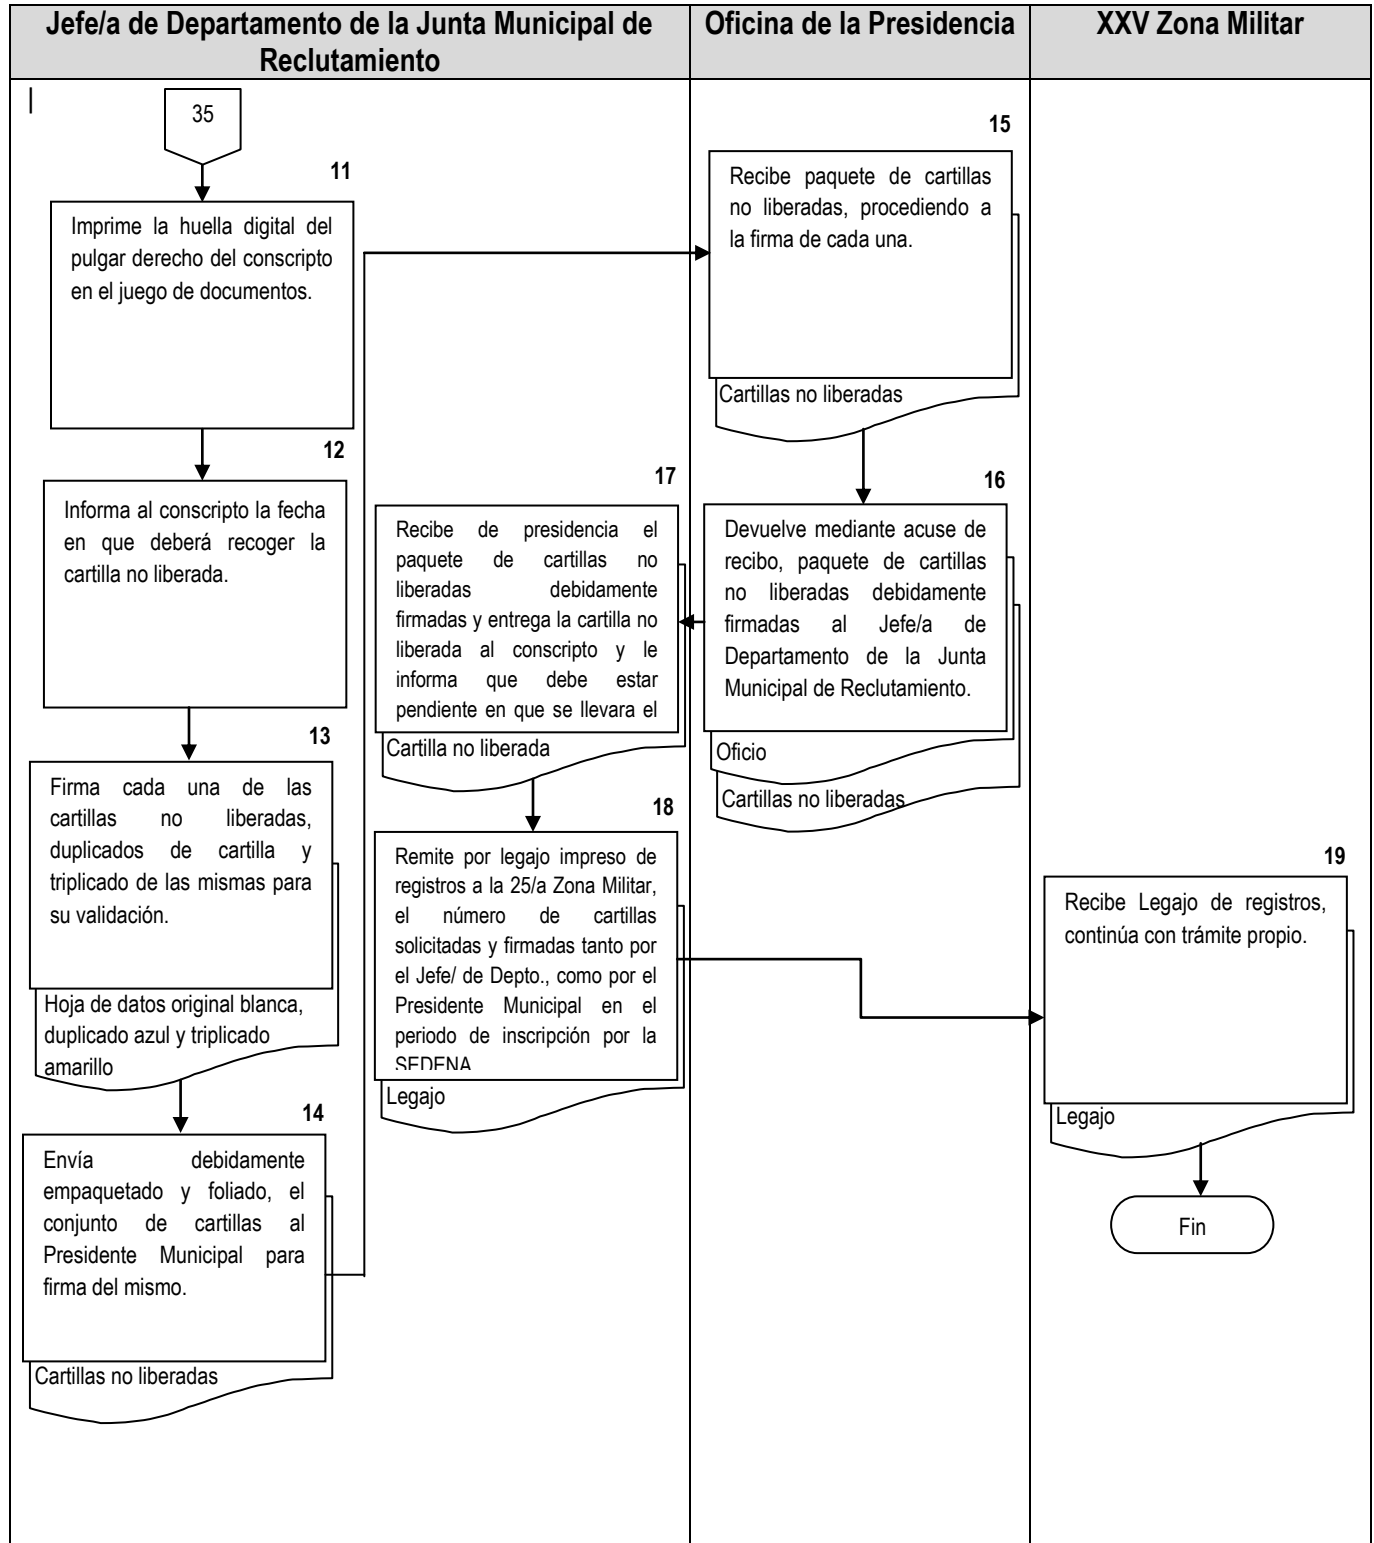 Jefe/a de Departamento de la Junta Municipal de
Reclutamiento
Oficina de la Presidencia
XXV Zona Militar
35
11
Imprime la huella digital del
pulgar derecho del conscripto
en el juego de documentos.
12
Informa al conscripto la fecha
en que deberá recoger la
cartilla no liberada.
13
Firma cada una de las
cartillas no liberadas,
duplicados de cartilla y
triplicado de las mismas para
su validación.
Hoja de datos original blanca,
duplicado azul y triplicado
amarillo
14
Envía debidamente
empaquetado y foliado, el
conjunto de cartillas al
Presidente Municipal para
firma del mismo.
Cartillas no liberadas
15
Recibe paquete de cartillas
no liberadas, procediendo a
la firma de cada una.
Cartillas no liberadas
16
Devuelve mediante acuse de
recibo, paquete de cartillas
no liberadas debidamente
firmadas al Jefe/a de
Departamento de la Junta
Municipal de Reclutamiento.
Oficio
Cartillas no liberadas
17
Recibe de presidencia el
paquete de cartillas no
liberadas debidamente
firmadas y entrega la cartilla no
liberada al conscripto y le
informa que debe estar
pendiente en que se llevara el
Cartilla no liberada
18
Remite por legajo impreso de
registros a la 25/a Zona Militar,
el número de cartillas
solicitadas y firmadas tanto por
el Jefe/ de Depto., como por el
Presidente Municipal en el
periodo de inscripción por la
SEDENA
Legajo
19
Recibe Legajo de registros,
continúa con trámite propio.
Legajo
Fin